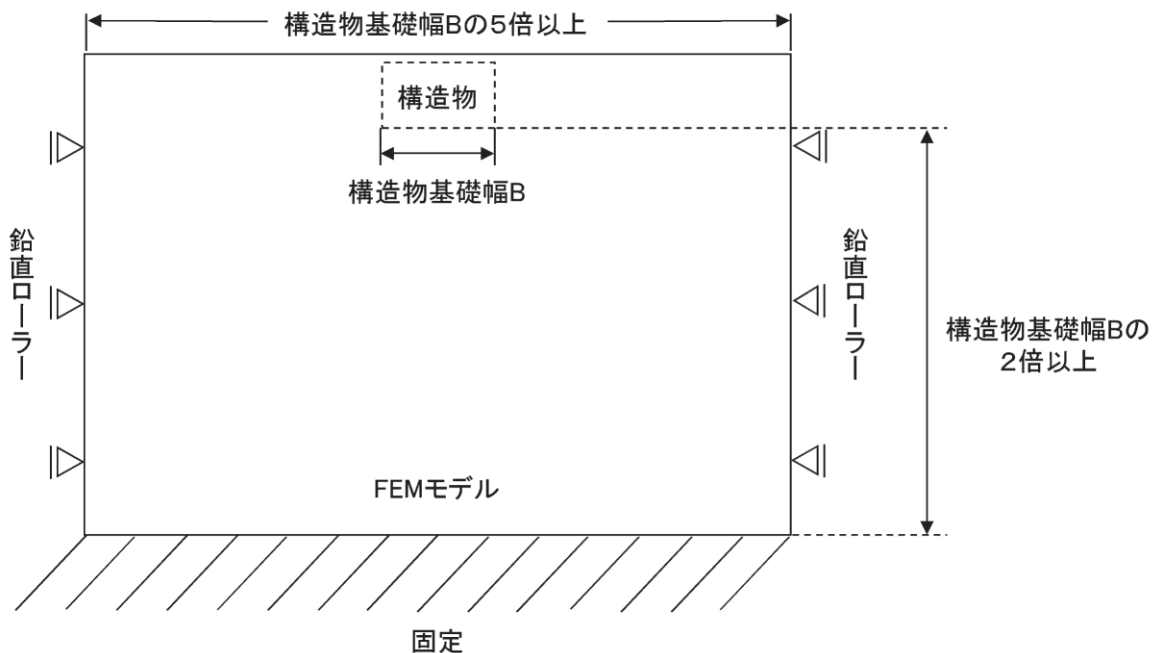 構造物基礎幅Bの5倍以上
構造物
構造物基礎幅B
鉛直ローラー
鉛直ローラー
構造物基礎幅Bの
2倍以上
FEMモデル
固定